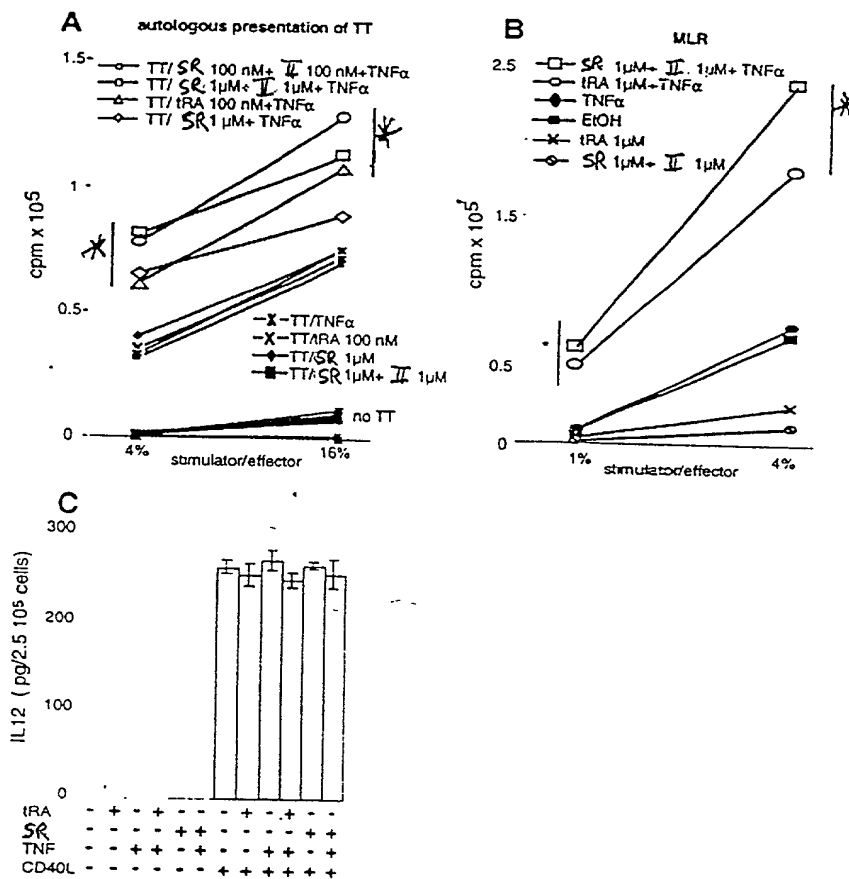 A
autologous presentation of TT
1.5-
TT/ SR 100 nM+ II 100 nM+TNFα
TT/ SR 1μM+ II 1μM+ TNFα
TT/ tRA 100 nM+TNFα
TT/ SR 1μM+ TNFα
1 -
cpm x 10⁵
0.5-
TT/TNFα
TT/tRA 100 nM
TT/SR 1μM
TT/SR 1μM+ II 1μM
no TT
0 -
4%
16%
stimulator/effector
B
MLR
2.5
SR 1μM+ II 1μM+ TNFα
tRA 1μM+TNFα
TNFα
EtOH
tRA 1μM
SR 1μM+ II 1μM
1.5
cpm x 10⁵
0.5
0
1%
4%
stimulator/effector
C
300
200
100
0
IL12 ( pg/2.5 10⁵ cells)
tRA - + - + - - - + - + - -
SR - - - - + + - - - - + +
TNF - - + + - + - - + + - +
CD40L - - - - - - + + + + + +